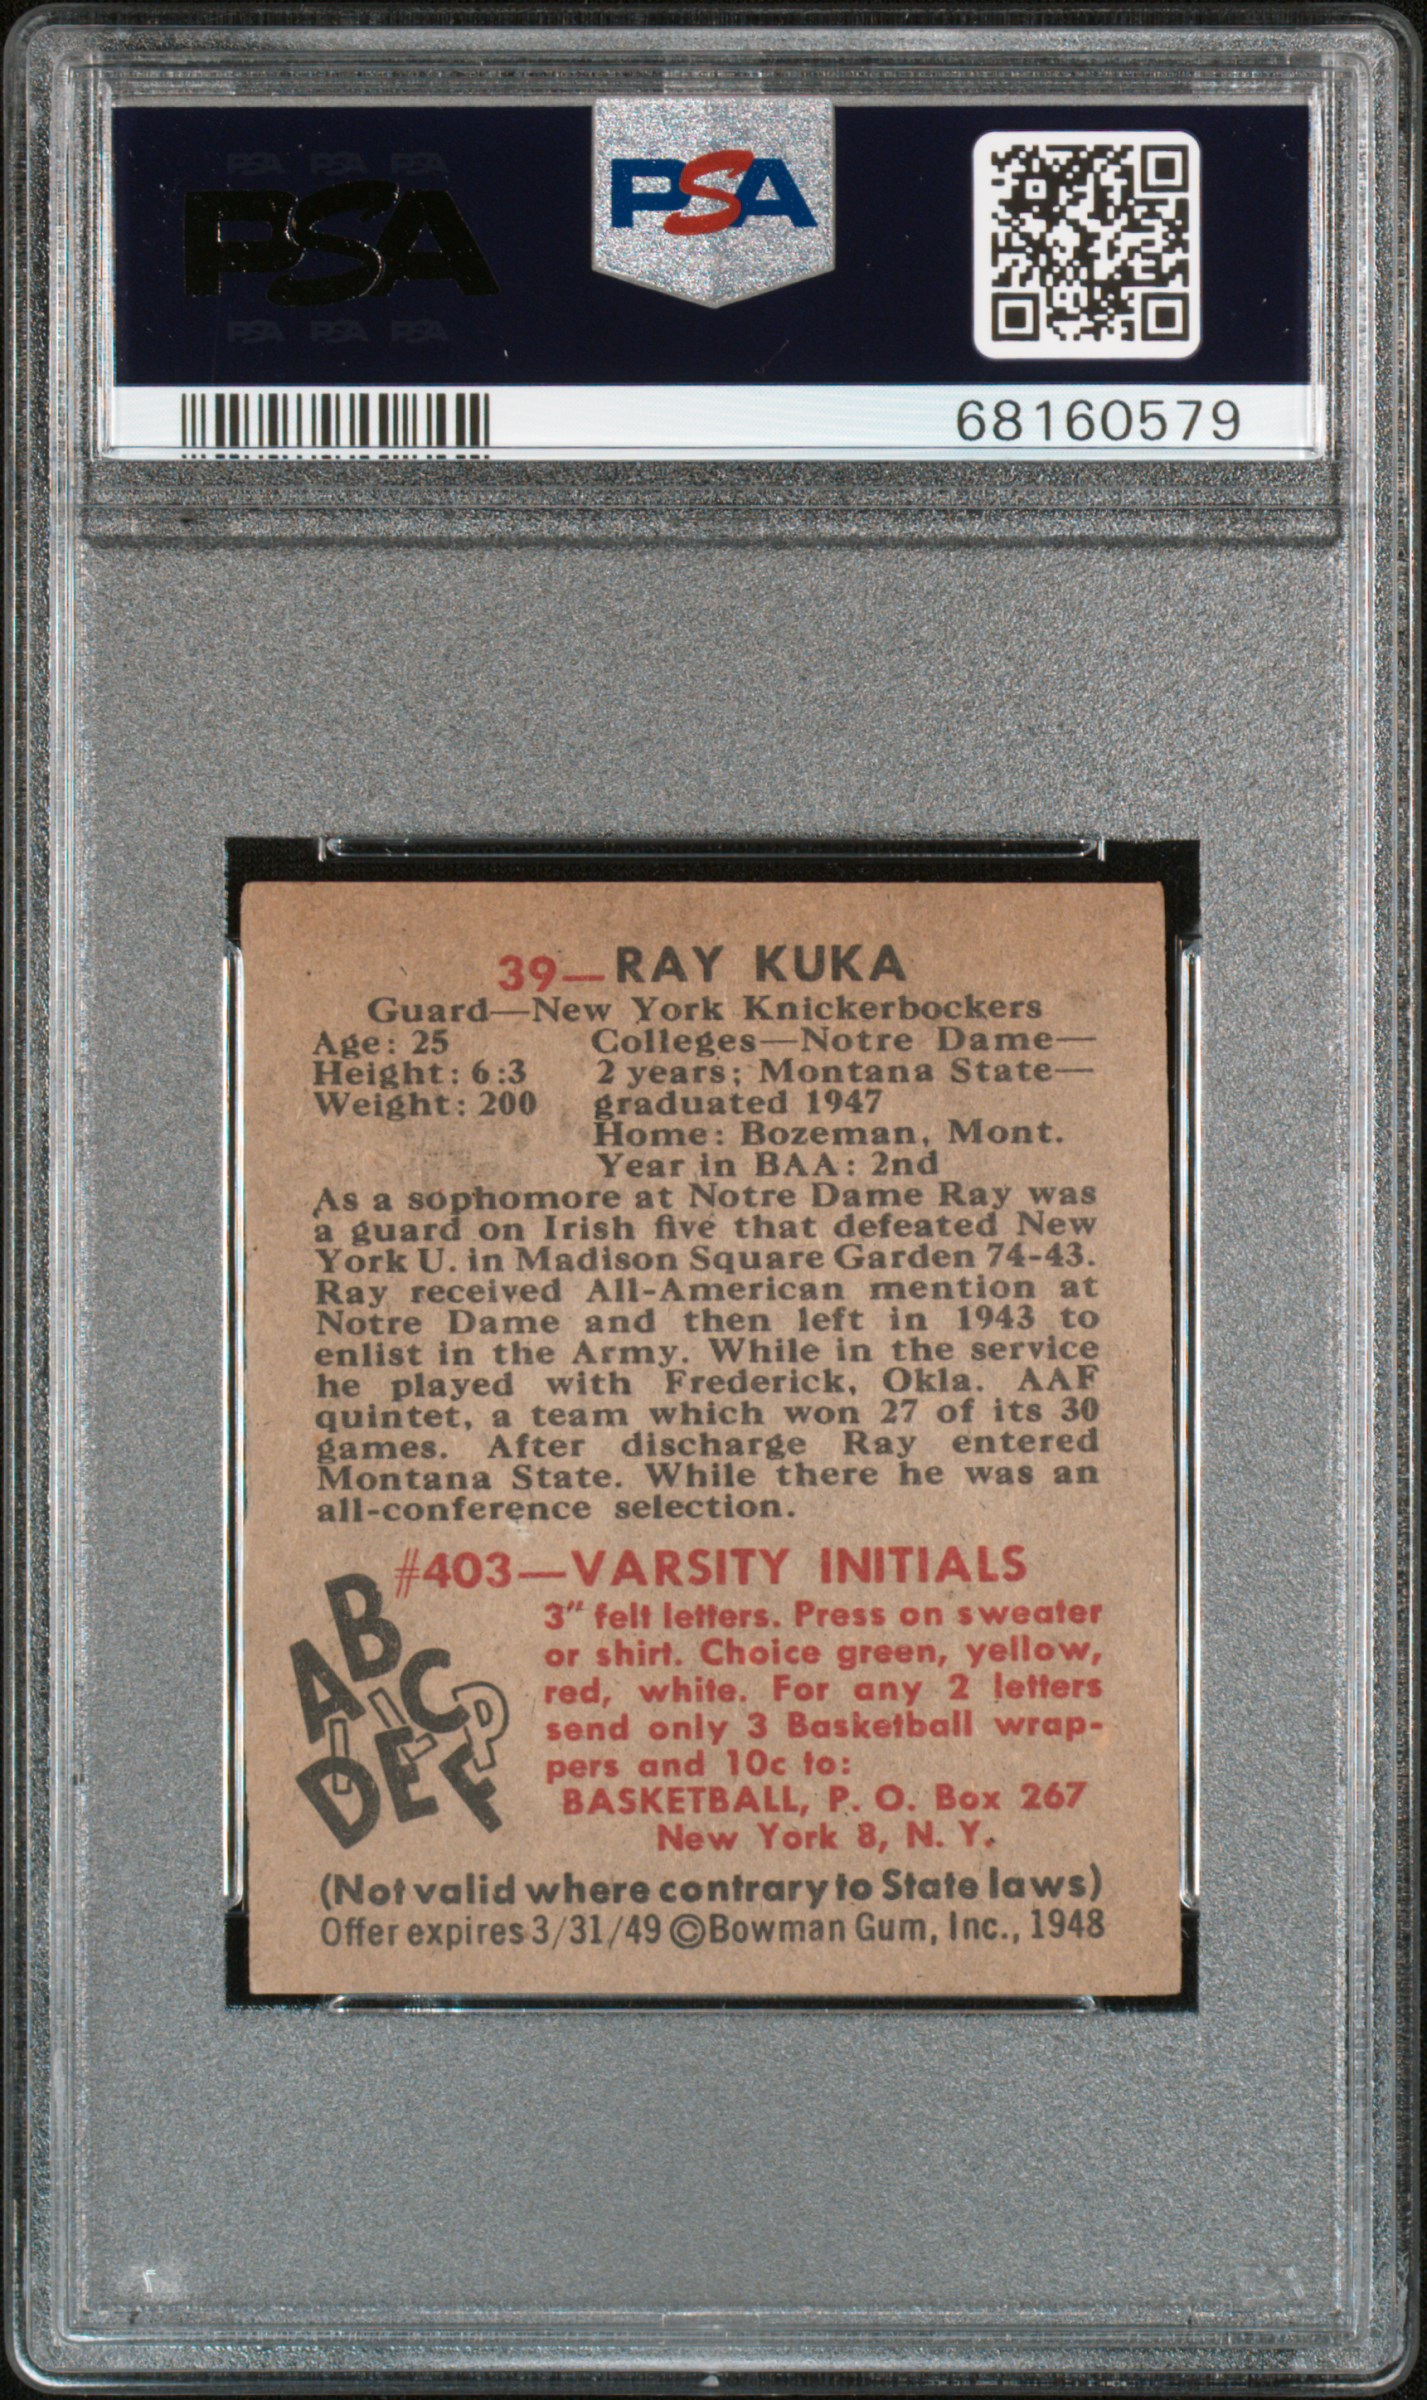 PSA PSA PSA
PSA
PSA PSA PSA
PSA
68160579
39—RAY KUKA
Guard—New York Knickerbockers
Age: 25
Height: 6:3
Weight: 200
Colleges—Notre Dame—
2 years; Montana State—
graduated 1947
Home: Bozeman, Mont.
Year in BAA: 2nd
As a sophomore at Notre Dame Ray was
a guard on Irish five that defeated New
York U. in Madison Square Garden 74-43.
Ray received All-American mention at
Notre Dame and then left in 1943 to
enlist in the Army. While in the service
he played with Frederick, Okla. AAF
quintet, a team which won 27 of its 30
games. After discharge Ray entered
Montana State. While there he was an
all-conference selection.
#403—VARSITY INITIALS
A B C P
D E F
3" felt letters. Press on sweater
or shirt. Choice green, yellow,
red, white. For any 2 letters
send only 3 Basketball wrap-
pers and 10c to:
BASKETBALL, P. O. Box 267
New York 8, N. Y.
(Not valid where contrary to State laws)
Offer expires 3/31/49 ©Bowman Gum, Inc., 1948